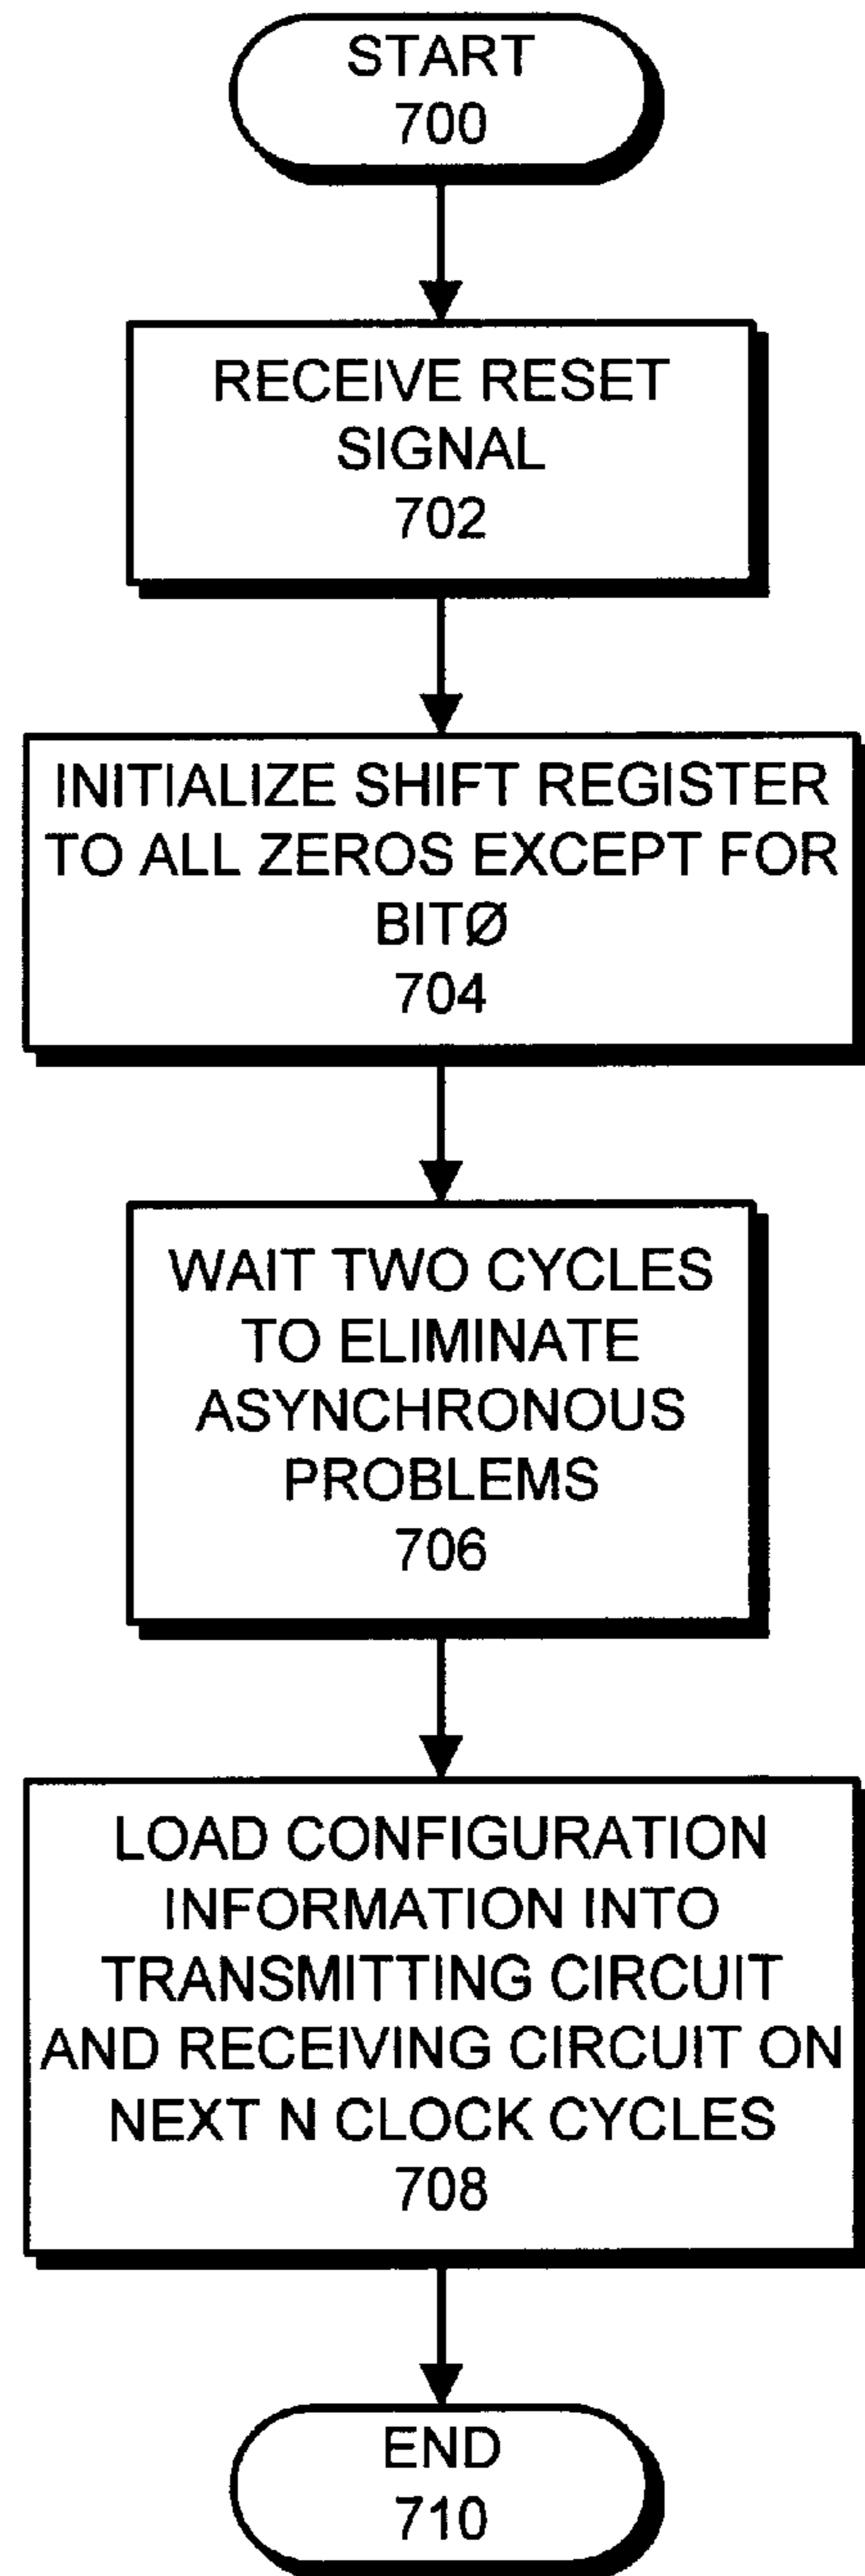 START
700
RECEIVE RESET
SIGNAL
702
INITIALIZE SHIFT REGISTER
TO ALL ZEROS EXCEPT FOR
BITØ
704
WAIT TWO CYCLES
TO ELIMINATE
ASYNCHRONOUS
PROBLEMS
706
LOAD CONFIGURATION
INFORMATION INTO
TRANSMITTING CIRCUIT
AND RECEIVING CIRCUIT ON
NEXT N CLOCK CYCLES
708
END
710